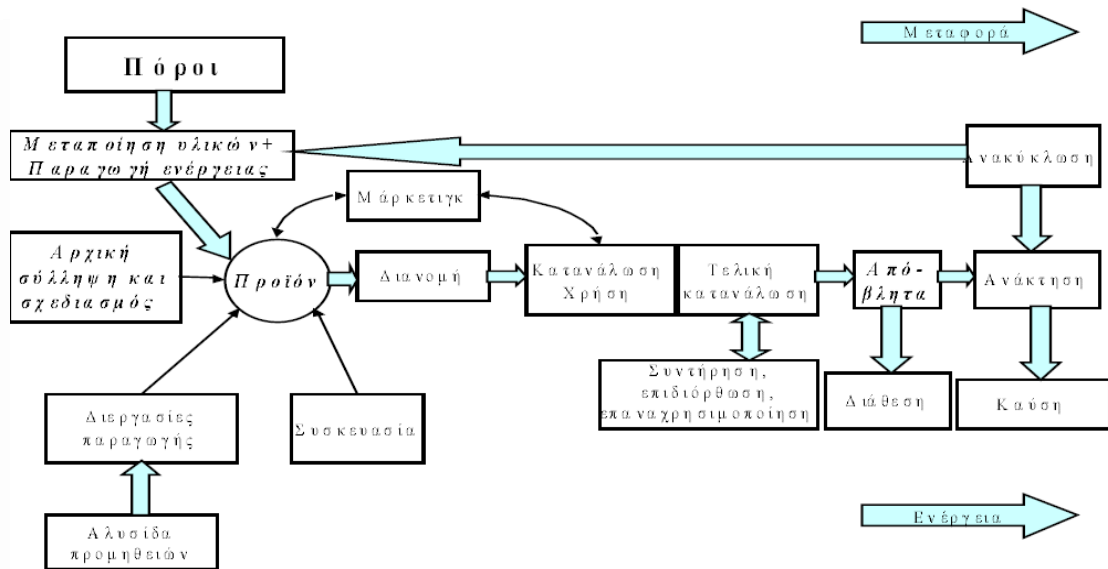 Μεταφορά
Πόροι
Μεταποίηση υλικών+
Παραγωγή ενέργειας
Ανακύκλωση
Μάρκετιγκ
Αρχική
σύλληψη και
σχεδιασμός
Προϊόν
Διανομή
Κατανάλωση
Χρήση
Τελική
κατανάλωση
Από-
βλητα
Ανάκτηση
Συντήρηση,
επιδιόρθωση,
επαναχρησιμοποίηση
Διάθεση
Καύση
Διεργασίες
παραγωγής
Συσκευασία
Αλυσίδα
προμηθειών
Ενέργεια